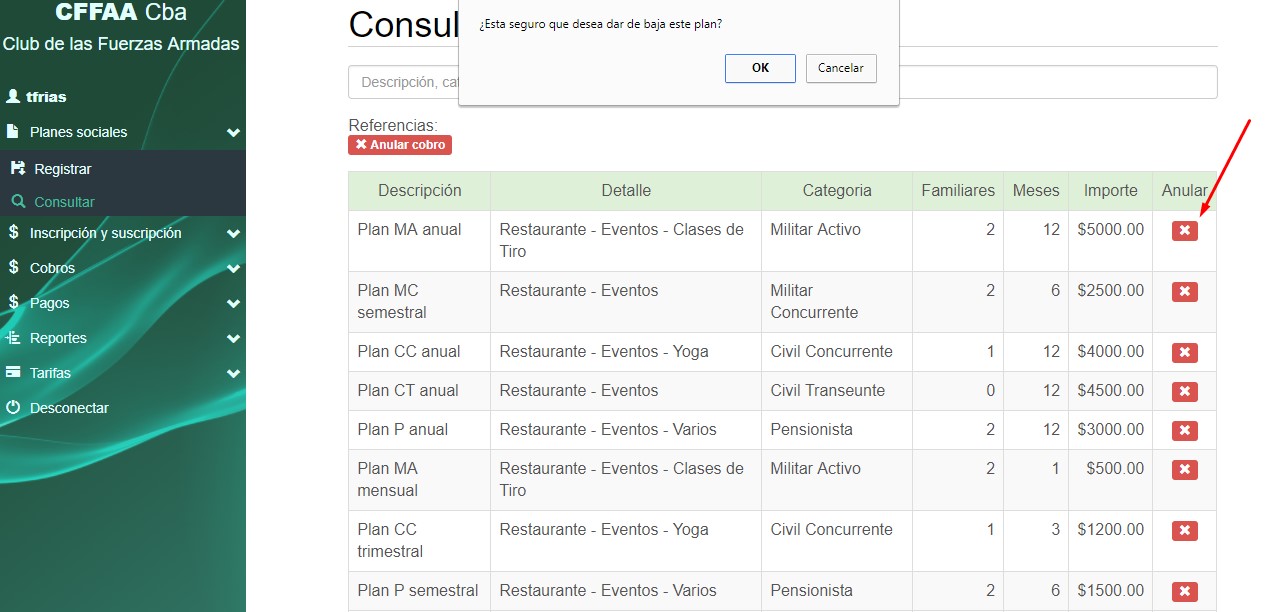 CFFAA Cba
Club de las Fuerzas Armadas
tfrias
Planes sociales
Registrar
Consultar
Inscripción y suscripción
Cobros
Pagos
Reportes
Tarifas
Desconectar
¿Esta seguro que desea dar de baja este plan?
OK Cancelar
Referencias:
Anular cobro
Descripción Detalle Categoria Familiares Meses Importe Anular
Plan MA anual Restaurante - Eventos - Clases de Militar Activo 2 12 $5000.00
Tiro
Plan MC Restaurante - Eventos Militar 2 6 $2500.00
semestral Concurrente
Plan CC anual Restaurante - Eventos - Yoga Civil Concurrente 1 12 $4000.00
Plan CT anual Restaurante - Eventos Civil Transeunte 0 12 $4500.00
Plan P anual Restaurante - Eventos - Varios Pensionista 2 12 $3000.00
Plan MA Restaurante - Eventos - Clases de Militar Activo 2 1 $500.00
mensual Tiro
Plan CC Restaurante - Eventos - Yoga Civil Concurrente 1 3 $1200.00
trimestral
Plan P semestral Restaurante - Eventos - Varios Pensionista 2 6 $1500.00